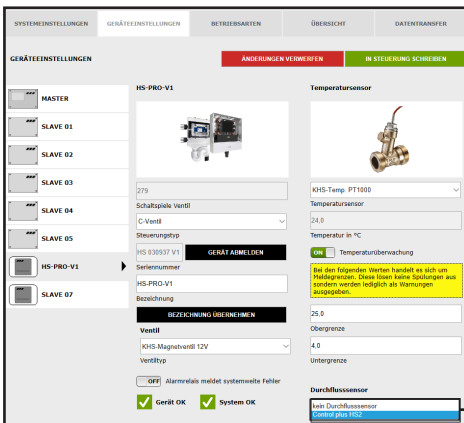 SYSTEMEINSTELLUNGEN
GERÄTEEINSTELLUNGEN
BETRIEBSARTEN
ÜBERSICHT
DATENTRANSFER
GERÄTEEINSTELLUNGEN
ÄNDERUNGEN VERWERFEN
IN STEUERUNG SCHREIBEN
MASTER
SLAVE 01
SLAVE 02
SLAVE 03
SLAVE 04
SLAVE 05
HS-PRO-V1
SLAVE 07
HS-PRO-V1
279
Schaltspiele Ventil
C-Ventil
Steuerungstyp
HS 030937 V1
GERÄT ABMELDEN
Seriennummer
HS-PRO-V1
Bezeichnung
BEZEICHNUNG ÜBERNEHMEN
Ventil
KHS-Magnetventil 12V
Ventiltyp
OFF Alarmrelais meldet systemweite Fehler
Gerät OK
System OK
Temperatursensor
KHS-Temp. PT1000
Temperatursensor
24,0
Temperatur in °C
ON Temperaturüberwachung
Bei den folgenden Werten handelt es sich um
Meldegrenzen. Diese lösen keine Spülungen aus
sondern werden lediglich als Warnungen
ausgegeben.
25,0
Obergrenze
4,0
Untergrenze
Durchflusssensor
kein Durchflusssensor
Control plus HS2